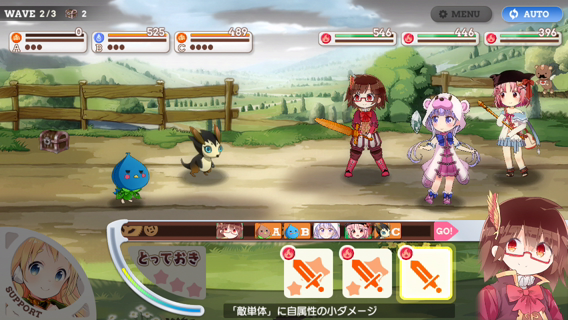 WAVE 2/3 2
MENU
AUTO
A 0
B 525
C 489
546
446
396
A B C GO!
とっておき
SUPPORT
「敵単体」に自属性の小ダメージ